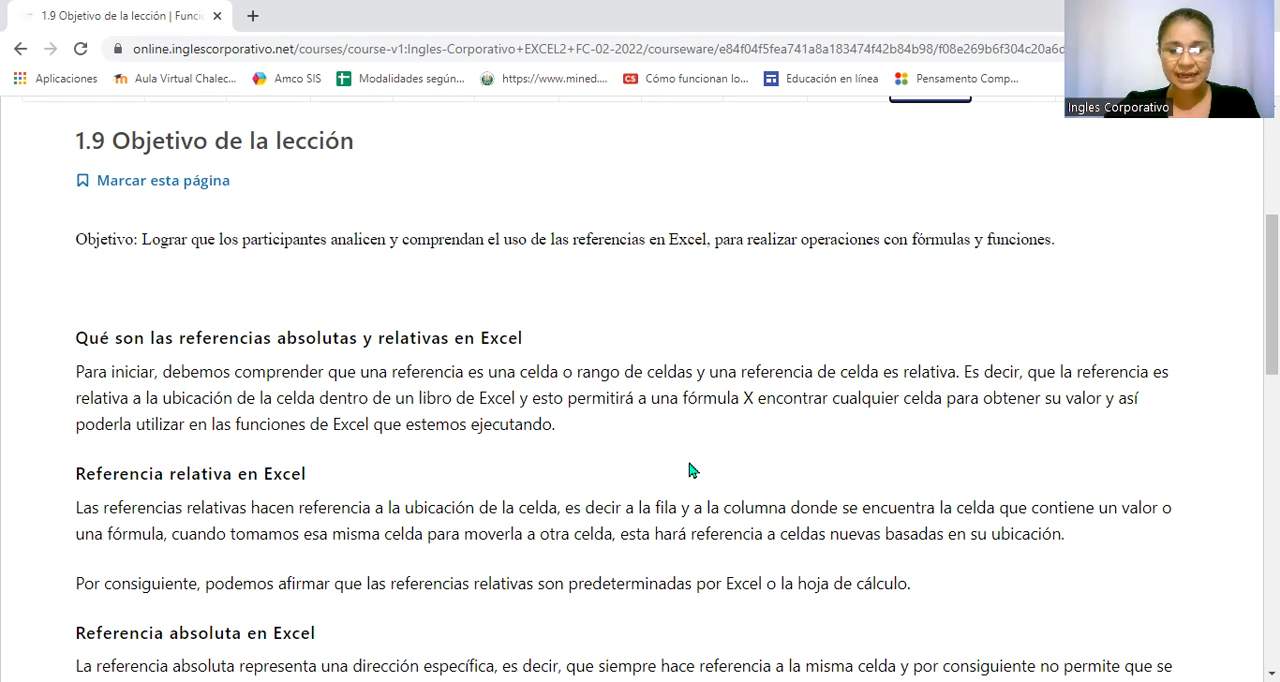 1.9 Objetivo de la lección | Funci
online.inglescorporativo.net/courses/course-v1:Ingles-Corporativo+EXCEL2+FC-02-2022/courseware/e84f04f5fea741a8a183474f42b84b98/f08e269b6f304c20a6c
Aplicaciones Aula Virtual Chalec... Amco SIS Modalidades según,... https://www.mined.... CS Cómo funcionan lo... Educación en línea Pensamento Comp...
Ingles Corporativo
1.9 Objetivo de la lección
Marcar esta página
Objetivo: Lograr que los participantes analicen y comprendan el uso de las referencias en Excel, para realizar operaciones con fórmulas y funciones.
Qué son las referencias absolutas y relativas en Excel
Para iniciar, debemos comprender que una referencia es una celda o rango de celdas y una referencia de celda es relativa. Es decir, que la referencia es
relativa a la ubicación de la celda dentro de un libro de Excel y esto permitirá a una fórmula X encontrar cualquier celda para obtener su valor y así
poderla utilizar en las funciones de Excel que estemos ejecutando.
Referencia relativa en Excel
Las referencias relativas hacen referencia a la ubicación de la celda, es decir a la fila y a la columna donde se encuentra la celda que contiene un valor o
una fórmula, cuando tomamos esa misma celda para moverla a otra celda, esta hará referencia a celdas nuevas basadas en su ubicación.
Por consiguiente, podemos afirmar que las referencias relativas son predeterminadas por Excel o la hoja de cálculo.
Referencia absoluta en Excel
La referencia absoluta representa una dirección específica, es decir, que siempre hace referencia a la misma celda y por consiguiente no permite que se